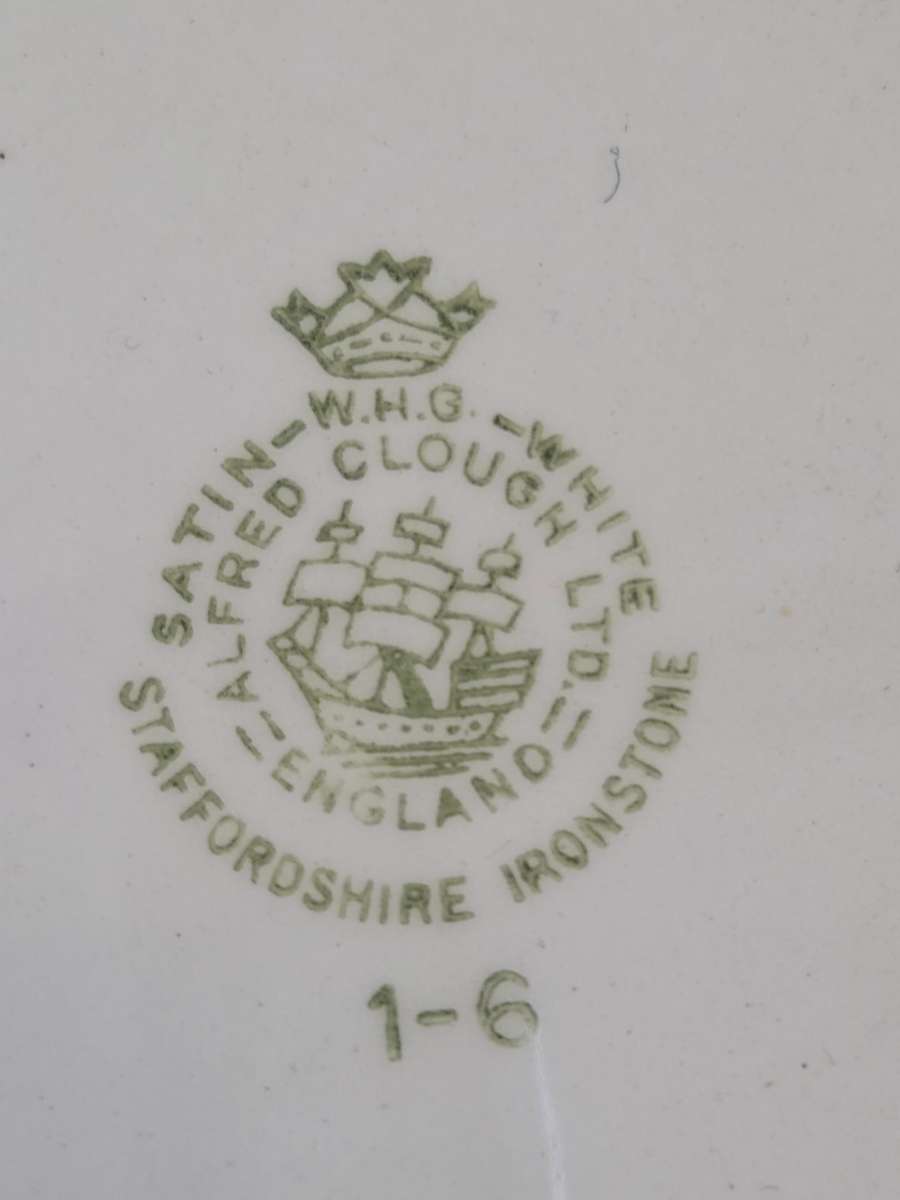 SATIN-W.H.G.-WHITE
ALFRED CLOUGH LTD.
=ENGLAND=
STAFFORDSHIRE IRONSTONE
1-6